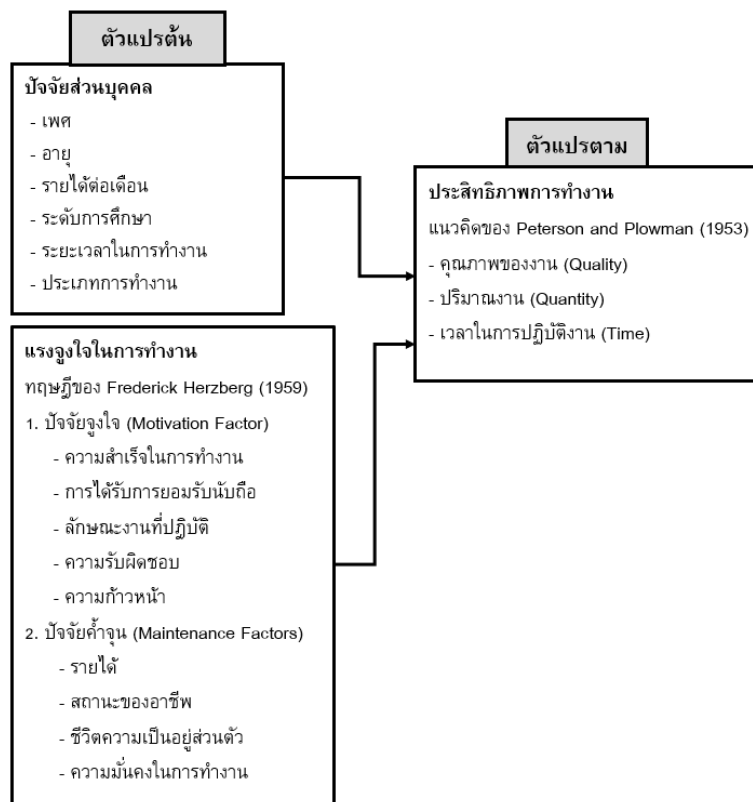 ตัวแปรต้น
ปัจจัยส่วนบุคคล
- เพศ
- อายุ
- รายได้ต่อเดือน
- ระดับการศึกษา
- ระยะเวลาในการทำงาน
- ประเภทการทำงาน
แรงจูงใจในการทำงาน
ทฤษฎีของ Frederick Herzberg (1959)
1. ปัจจัยจูงใจ (Motivation Factor)
- ความสำเร็จในการทำงาน
- การได้รับการยอมรับนับถือ
- ลักษณะงานที่ปฏิบัติ
- ความรับผิดชอบ
- ความก้าวหน้า
2. ปัจจัยค้ำจุน (Maintenance Factors)
- รายได้
- สถานะของอาชีพ
- ชีวิตความเป็นอยู่ส่วนตัว
- ความมั่นคงในการทำงาน
ตัวแปรตาม
ประสิทธิภาพการทำงาน
แนวคิดของ Peterson and Plowman (1953)
- คุณภาพของงาน (Quality)
- ปริมาณงาน (Quantity)
- เวลาในการปฏิบัติงาน (Time)